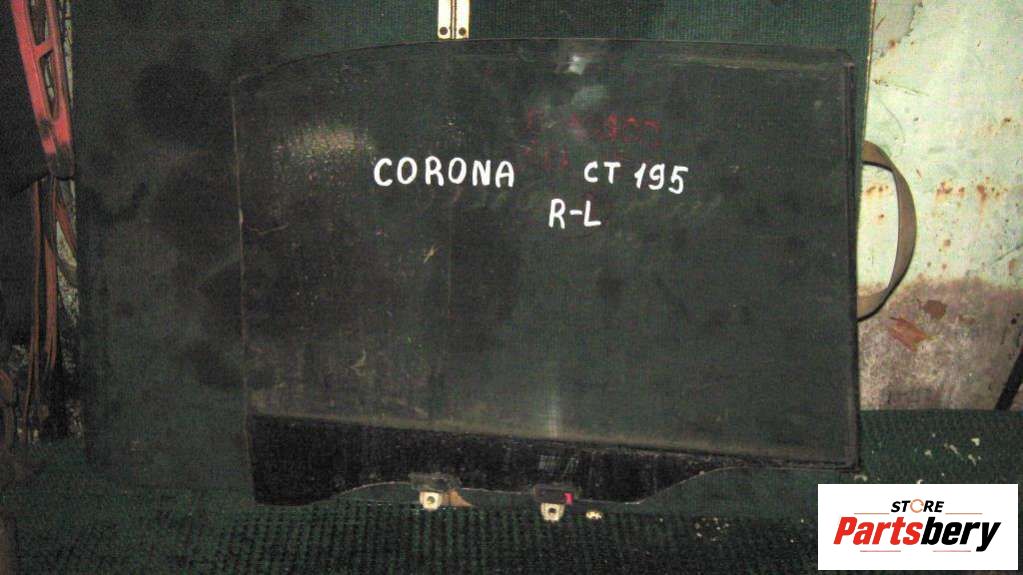 CORONA CT 195
R-L
STORE
Partsbery